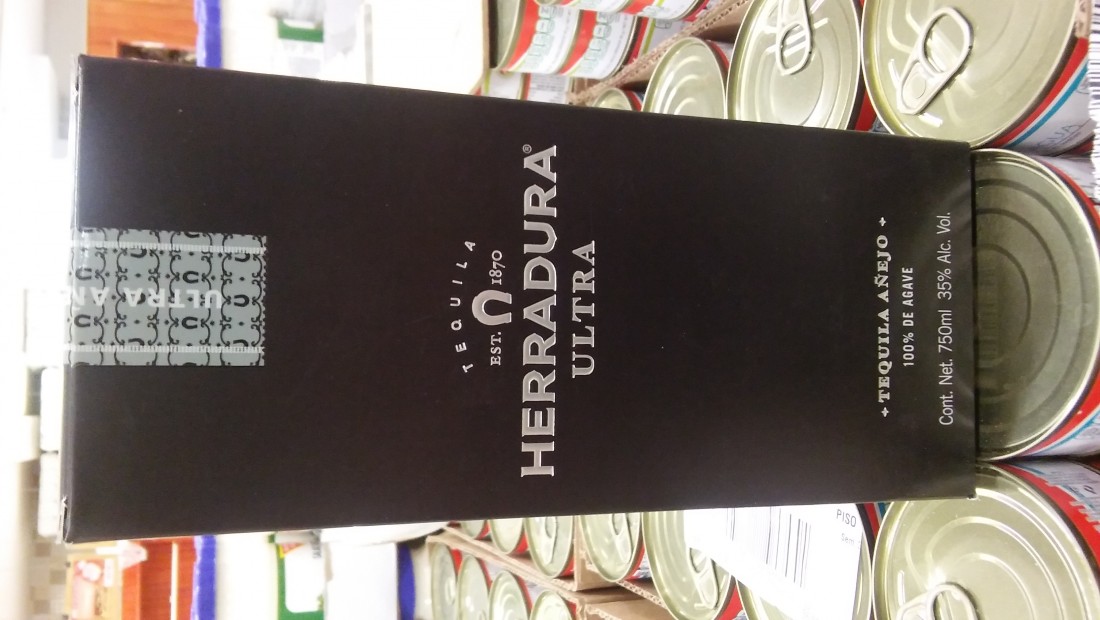 TEQUILA
EST. 1870
HERRADURA®
ULTRA
+ TEQUILA AÑEJO +
100% DE AGAVE
Cont. Net. 750ml 35% Alc. Vol.
ULTRA AÑ
PISO